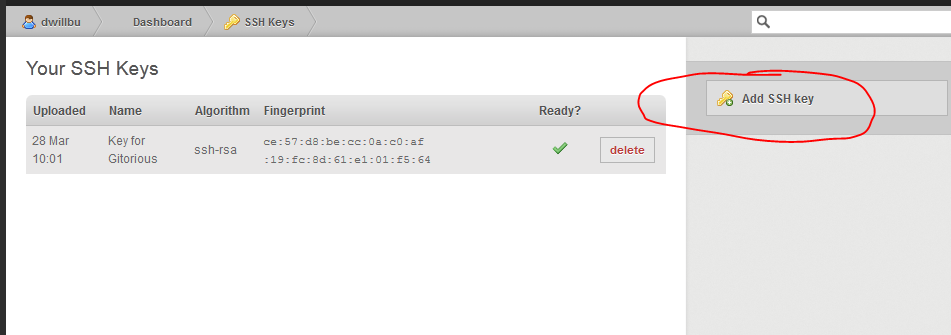 dwillbu Dashboard SSH Keys
Your SSH Keys
Add SSH key
Uploaded Name Algorithm Fingerprint Ready?
28 Mar Key for ce:57:d8:be:cc:0a:c0:af
ssh-rsa delete
10:01 Gitorious :19:fc:8d:61:e1:01:f5:64